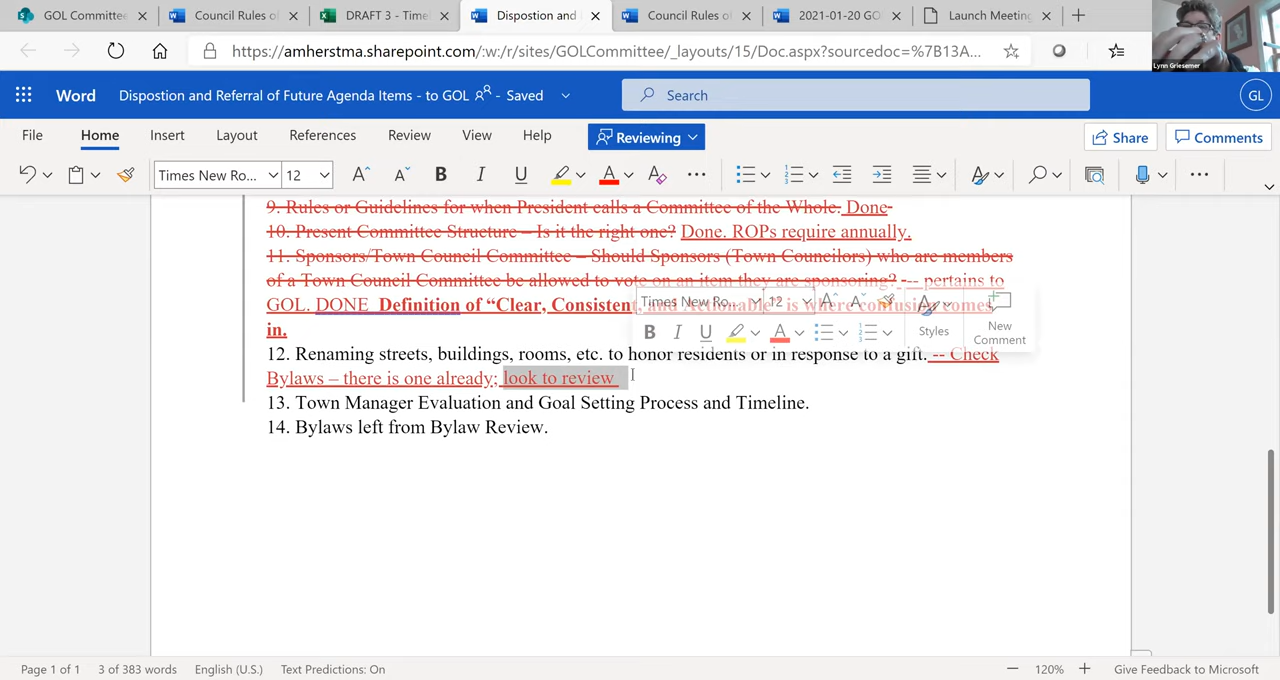 GOL Committee
Council Rules of
DRAFT 3 - Time
Dispostion and
Council Rules of
2021-01-20 GO
Launch Meeting
https://amherstma.sharepoint.com/:w:/r/sites/GOLCommittee/_layouts/15/Doc.aspx?sourcedoc=%7B13A...
Lynn Griesemer
Word
Dispostion and Referral of Future Agenda Items - to GOL - Saved
Search
GL
File Home Insert Layout References Review View Help Reviewing Share Comments
Times New Ro... 12 A A B I U A A
9. Rules or Guidelines for when President calls a Committee of the Whole. Done
10. Present Committee Structure – Is it the right one? Done. ROPs require annually.
11. Sponsors/Town Council Committee – Should Sponsors (Town Councilors) who are members
of a Town Council Committee be allowed to vote on an item they are sponsoring? -- pertains to
GOL. DONE Definition of “Clear, Consistent, and Actionable” is where confusion comes
in.
Times New Ro... 12 A A
B I U A Styles New
Comment
12. Renaming streets, buildings, rooms, etc. to honor residents or in response to a gift. -- Check
Bylaws – there is one already; look to review
13. Town Manager Evaluation and Goal Setting Process and Timeline.
14. Bylaws left from Bylaw Review.
Page 1 of 1 3 of 383 words English (U.S.) Text Predictions: On 120% Give Feedback to Microsoft